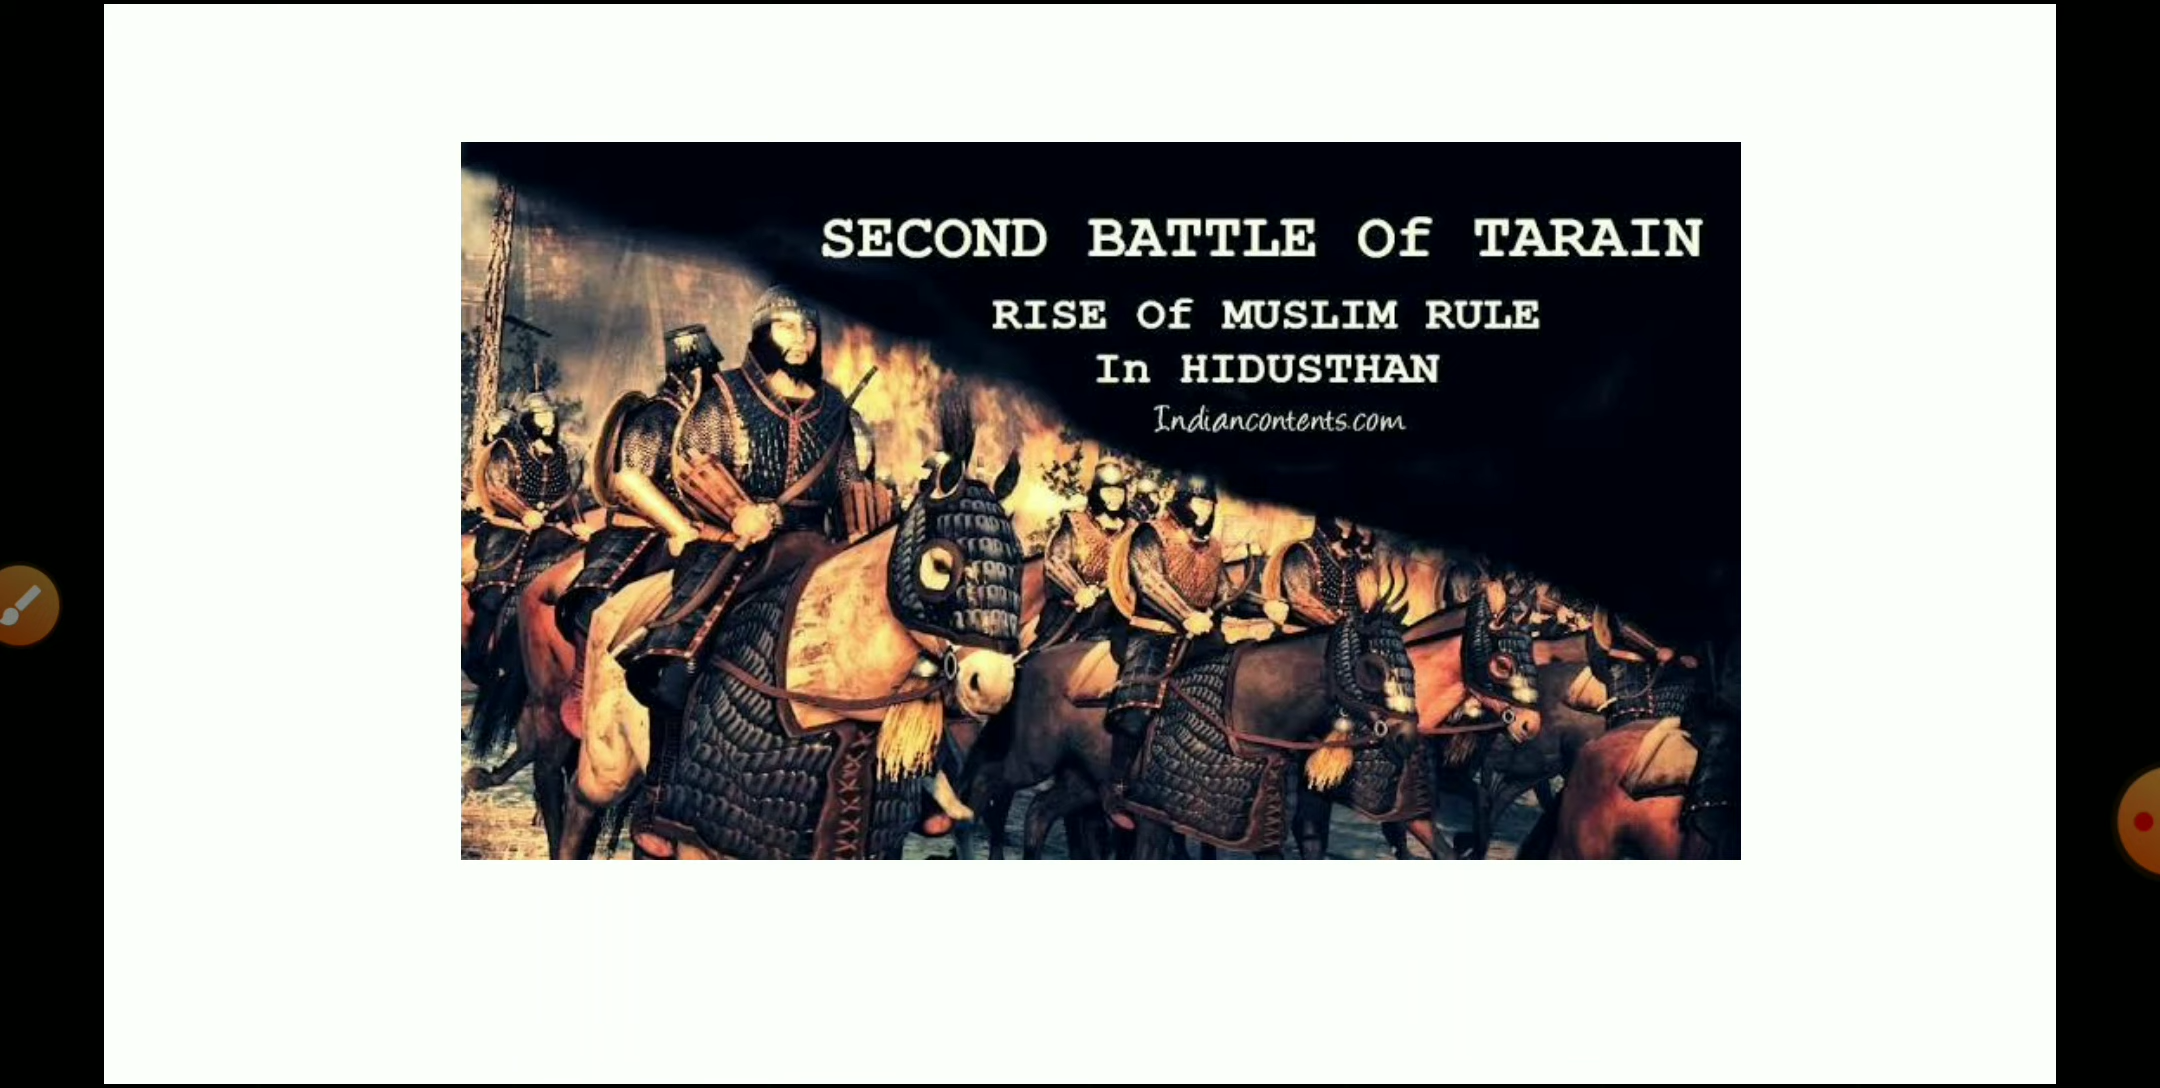 SECOND BATTLE Of TARAIN
RISE Of MUSLIM RULE
In HIDUSTHAN
Indiancontents.com